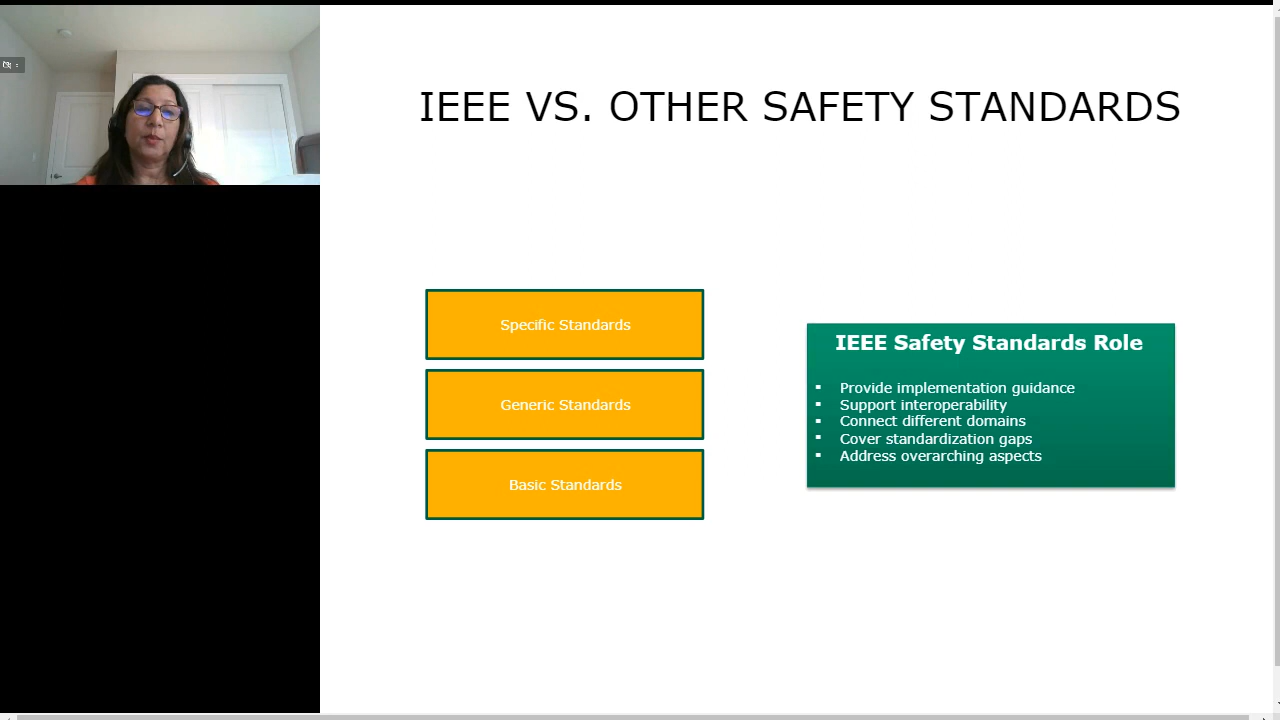 IEEE VS. OTHER SAFETY STANDARDS
Specific Standards
Generic Standards
Basic Standards
IEEE Safety Standards Role
▪ Provide implementation guidance
▪ Support interoperability
▪ Connect different domains
▪ Cover standardization gaps
▪ Address overarching aspects